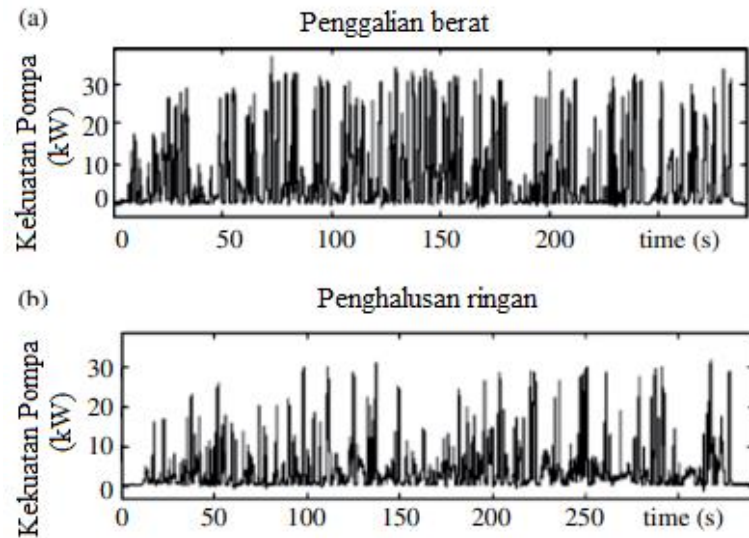 (a)
Penggalian berat
Kekuatan Pompa
(kW)
30
20
10
0
0 50 100 150 200 time (s)
(b)
Penghalusan ringan
Kekuatan Pompa
(kW)
30
20
10
0
0 50 100 150 200 250 time (s)